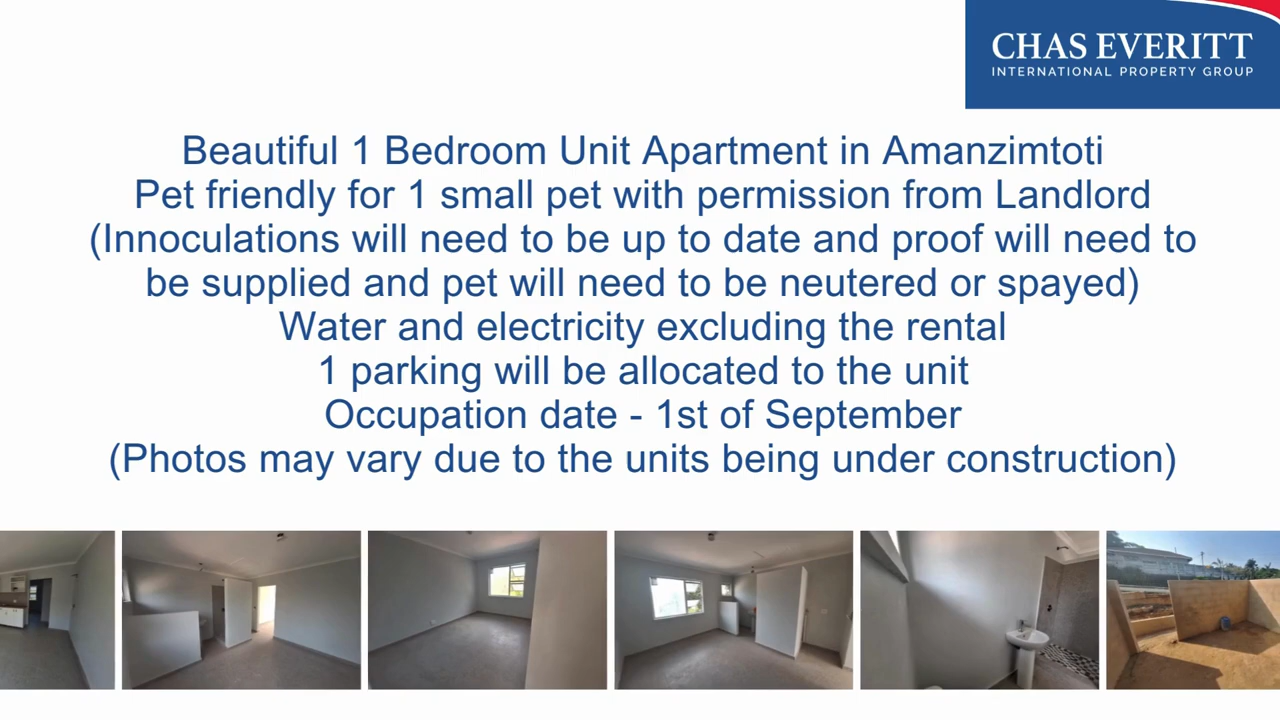 CHAS EVERITT
INTERNATIONAL PROPERTY GROUP
Beautiful 1 Bedroom Unit Apartment in Amanzimtoti
Pet friendly for 1 small pet with permission from Landlord
(Innoculations will need to be up to date and proof will need to
be supplied and pet will need to be neutered or spayed)
Water and electricity excluding the rental
1 parking will be allocated to the unit
Occupation date - 1st of September
(Photos may vary due to the units being under construction)